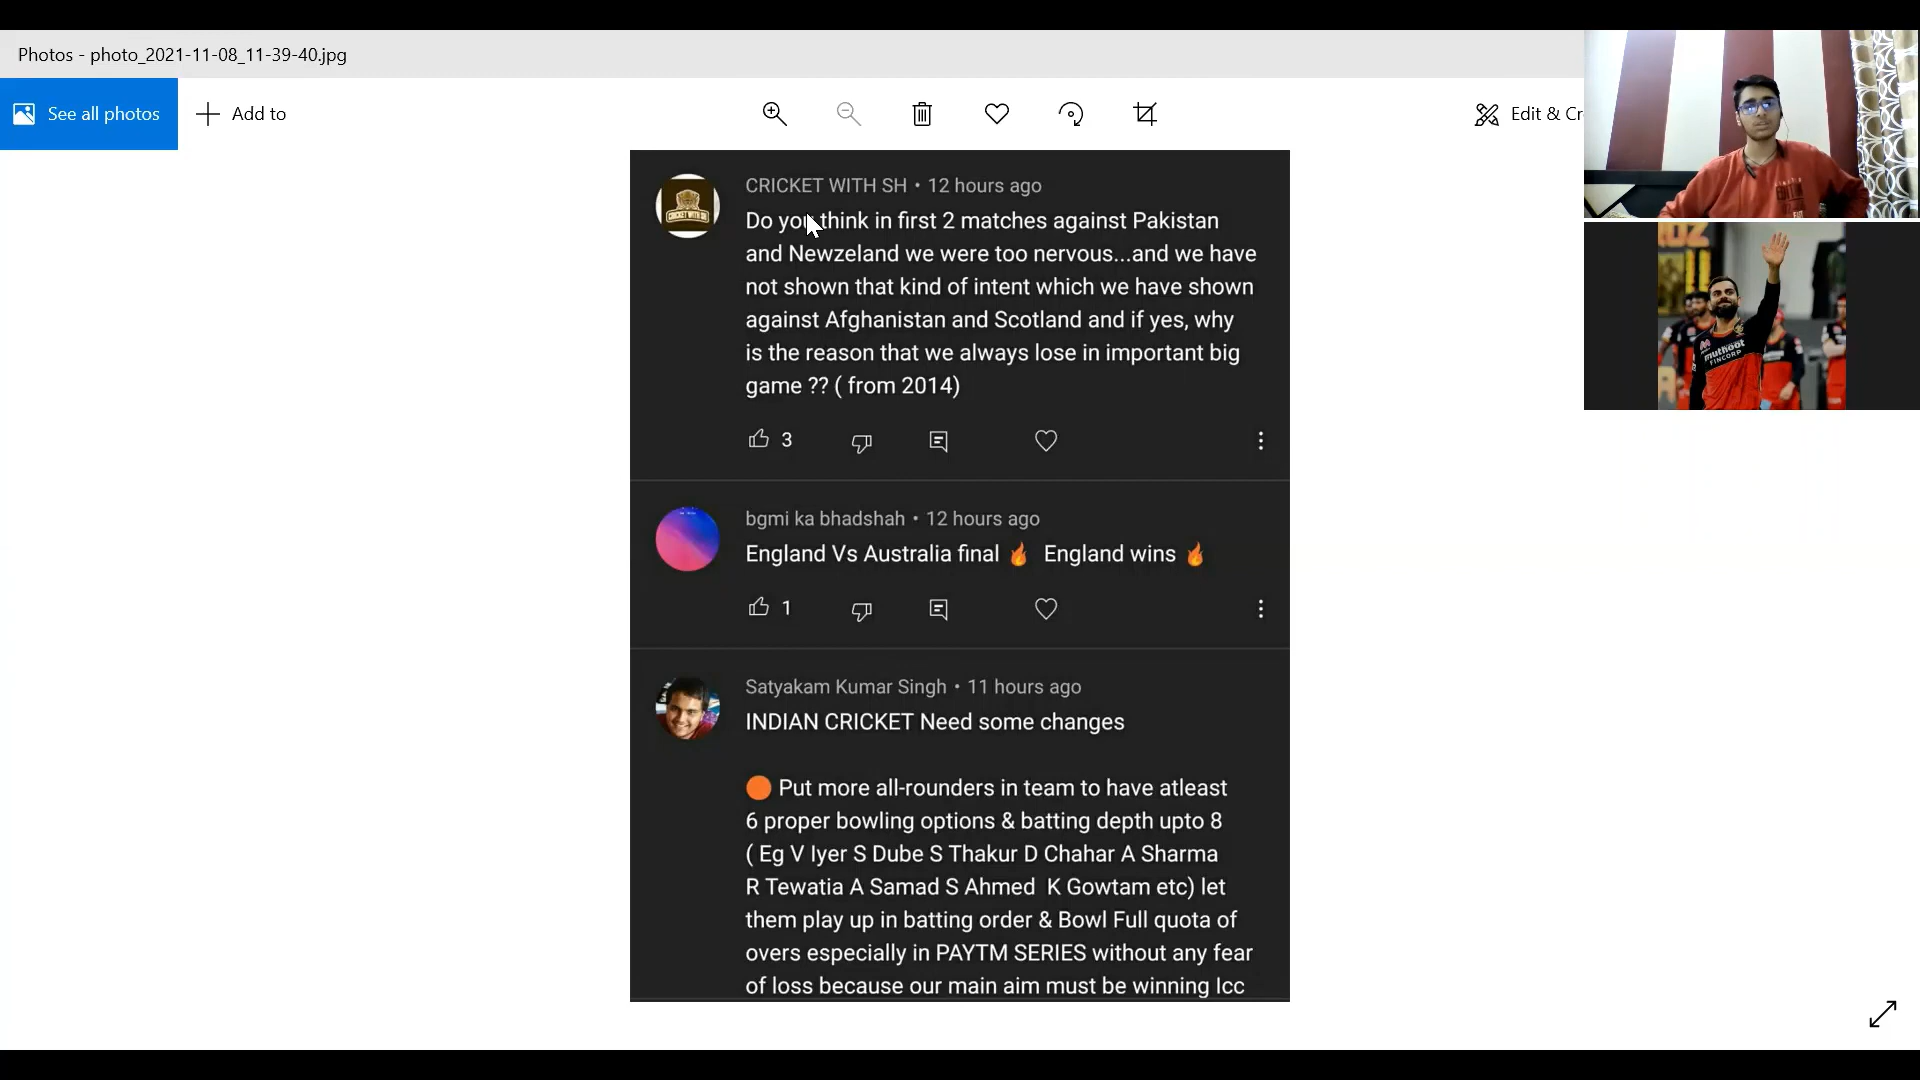 Photos - photo_2021-11-08_11-39-40.jpg
See all photos
Add to
Edit & Cr
CRICKET WITH SH • 12 hours ago
Do you think in first 2 matches against Pakistan
and Newzeland we were too nervous...and we have
not shown that kind of intent which we have shown
against Afghanistan and Scotland and if yes, why
is the reason that we always lose in important big
game ?? ( from 2014)
3
bgmi ka bhadshah • 12 hours ago
England Vs Australia final 🔥 England wins 🔥
1
Satyakam Kumar Singh • 11 hours ago
INDIAN CRICKET Need some changes
🟠 Put more all-rounders in team to have atleast
6 proper bowling options & batting depth upto 8
( Eg V Iyer S Dube S Thakur D Chahar A Sharma
R Tewatia A Samad S Ahmed K Gowtam etc) let
them play up in batting order & Bowl Full quota of
overs especially in PAYTM SERIES without any fear
of loss because our main aim must be winning Icc
muthoot
FINCORP